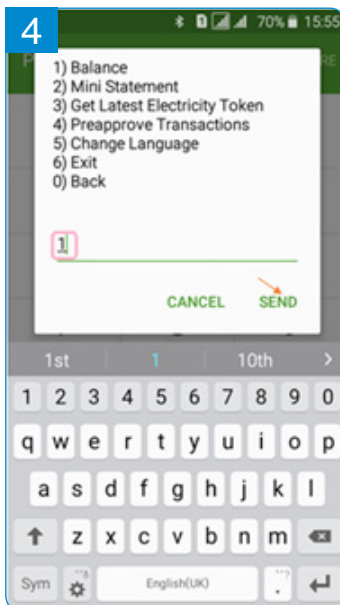 4
70% 15:55
P RE
1) Balance
2) Mini Statement
3) Get Latest Electricity Token
4) Preapprove Transactions
5) Change Language
6) Exit
0) Back
1
CANCEL SEND
1st 1 10th >
1 2 3 4 5 6 7 8 9 0
q w e r t y u i o p
a s d f g h j k l
z x c v b n m
Sym English(UK) .